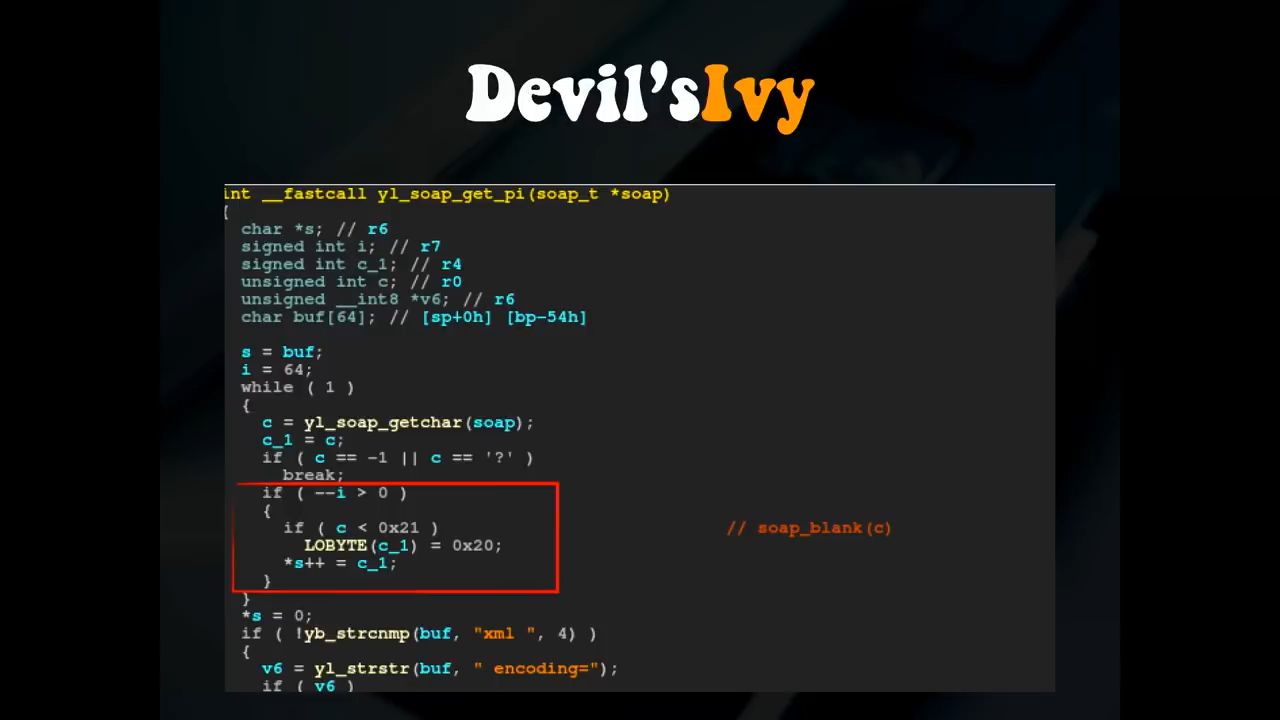 Devil'sIvy
int __fastcall yl_soap_get_pi(soap_t *soap)
{
char *s; // r6
signed int i; // r7
signed int c_1; // r4
unsigned int c; // r0
unsigned __int8 *v6; // r6
char buf[64]; // [sp+0h] [bp-54h]
s = buf;
i = 64;
while ( 1 )
{
c = yl_soap_getchar(soap);
c_1 = c;
if ( c == -1 || c == '?' )
break;
if ( --i > 0 )
{
if ( c < 0x21 )
// soap_blank(c)
LOBYTE(c_1) = 0x20;
*s++ = c_1;
}
}
*s = 0;
if ( !yb_strcnmp(buf, "xml ", 4) )
{
v6 = yl_strstr(buf, " encoding=");
if ( v6 )